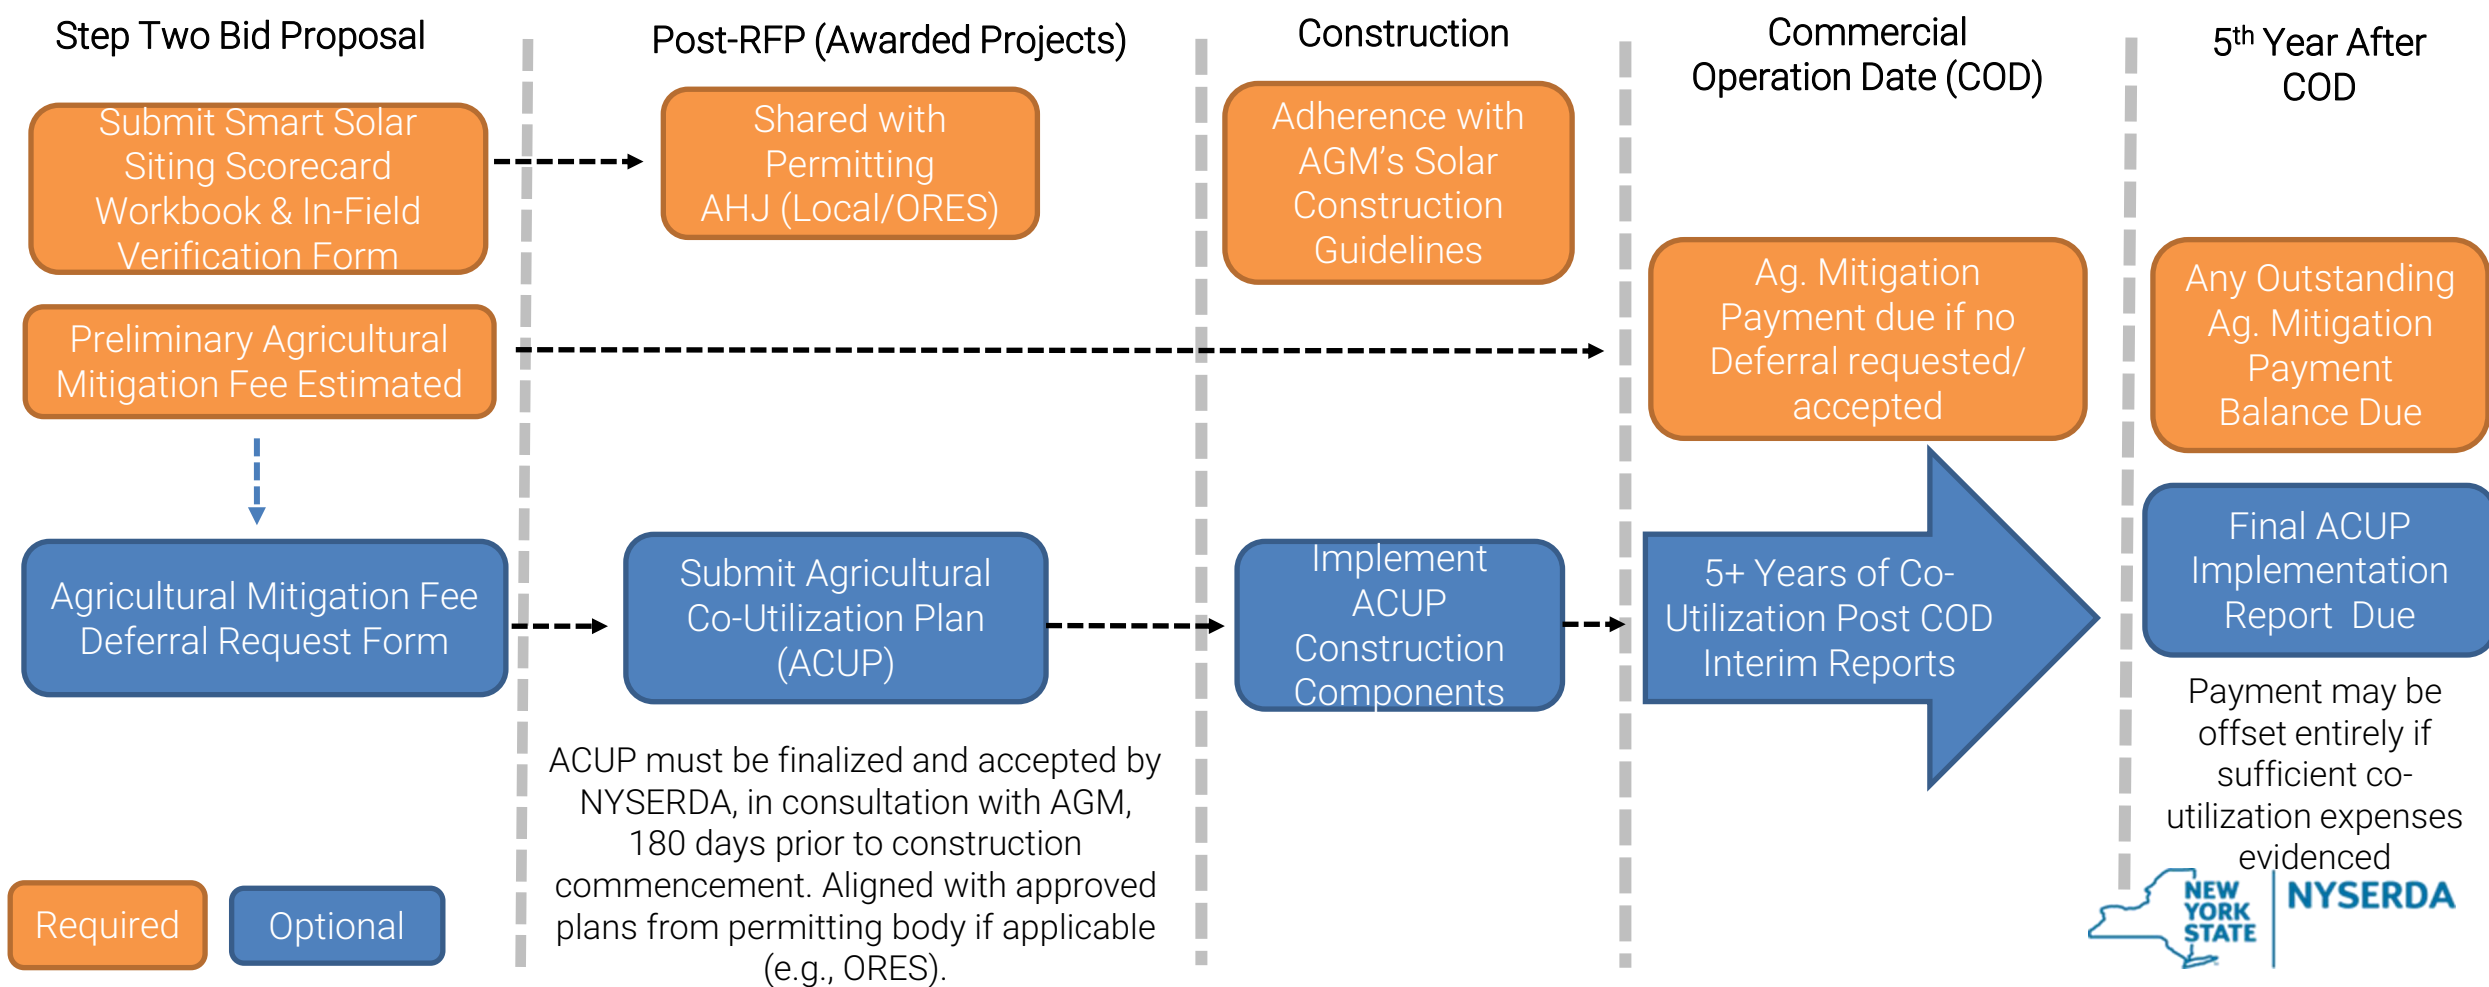 Step Two Bid Proposal
Submit Smart Solar
Siting Scorecard
Workbook & In-Field
Verification Form
Preliminary Agricultural
Mitigation Fee Estimated
Agricultural Mitigation Fee
Deferral Request Form
Required
Optional
Post-RFP (Awarded Projects)
Shared with
Permitting
AHJ (Local/ORES)
Submit Agricultural
Co-Utilization Plan
(ACUP)
ACUP must be finalized and accepted by
NYSERDA, in consultation with AGM,
180 days prior to construction
commencement. Aligned with approved
plans from permitting body if applicable
(e.g., ORES).
Construction
Adherence with
AGM’s Solar
Construction
Guidelines
Implement
ACUP
Construction
Components
Commercial
Operation Date (COD)
Ag. Mitigation
Payment due if no
Deferral requested/
accepted
5+ Years of Co-
Utilization Post COD
Interim Reports
5th Year After
COD
Any Outstanding
Ag. Mitigation
Payment
Balance Due
Final ACUP
Implementation
Report Due
Payment may be
offset entirely if
sufficient co-
utilization expenses
evidenced
NEW
YORK
STATE
NYSERDA